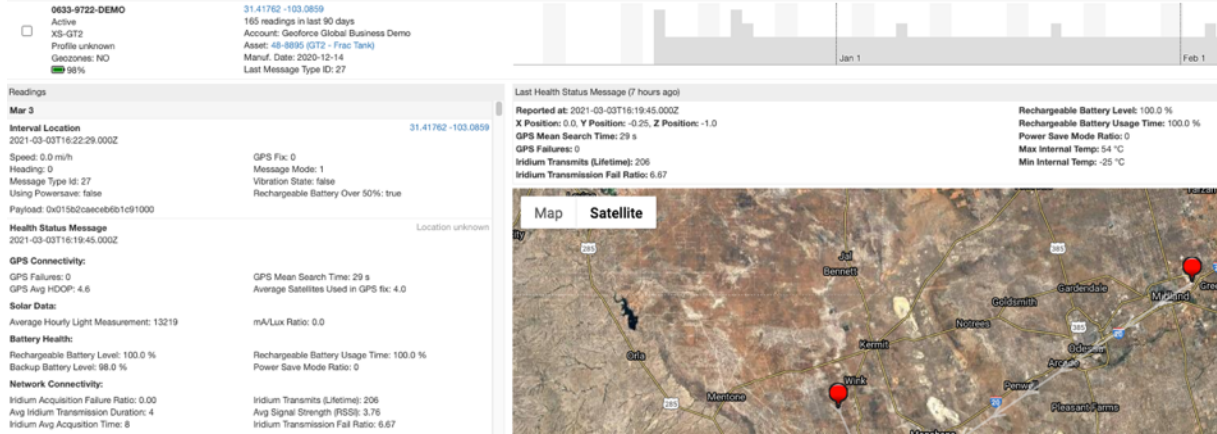 0633-9722-DEMO
Active
XS-GT2
Profile unknown
Geozones: NO
98%
31.41762 -103.0859
165 readings in last 90 days
Account: Geoforce Global Business Demo
Asset: 48-8895 (GT2 - Frac Tank)
Manuf. Date: 2020-12-14
Last Message Type ID: 27
Jan 1
Feb 1
Readings
Mar 3
Interval Location
31.41762 -103.0859
2021-03-03T16:22:29.000Z
Speed: 0.0 mi/h
GPS Fix: 0
Heading: 0
Message Mode: 1
Message Type Id: 27
Vibration State: false
Using Powersave: false
Rechargeable Battery Over 50%: true
Payload: 0x015b2caeceb6b1c91000
Health Status Message
Location unknown
2021-03-03T16:19:45.000Z
GPS Connectivity:
GPS Failures: 0
GPS Mean Search Time: 29 s
GPS Avg HDOP: 4.6
Average Satellites Used in GPS fix: 4.0
Solar Data:
Average Hourly Light Measurement: 13219
mA/Lux Ratio: 0.0
Battery Health:
Rechargeable Battery Level: 100.0 %
Rechargeable Battery Usage Time: 100.0 %
Backup Battery Level: 98.0 %
Power Save Mode Ratio: 0
Network Connectivity:
Iridium Acquisition Failure Ratio: 0.00
Iridium Transmits (Lifetime): 206
Avg Iridium Transmission Duration: 4
Avg Signal Strength (RSSI): 3.76
Iridium Avg Acqusition Time: 8
Iridium Transmission Fail Ratio: 6.67
Last Health Status Message (7 hours ago)
Reported at: 2021-03-03T16:19:45.000Z
Rechargeable Battery Level: 100.0 %
X Position: 0.0, Y Position: -0.25, Z Position: -1.0
Rechargeable Battery Usage Time: 100.0 %
GPS Mean Search Time: 29 s
Power Save Mode Ratio: 0
GPS Failures: 0
Max Internal Temp: 54 °C
Iridium Transmits (Lifetime): 206
Min Internal Temp: -25 °C
Iridium Transmission Fail Ratio: 6.67
Map
Satellite
285
385
Jal
Bennett
Gardendale
Midland
Goldsmith
Notrees
385
20
Kermit
Orla
Wink
Mentone
285
20
Pleasant Farms